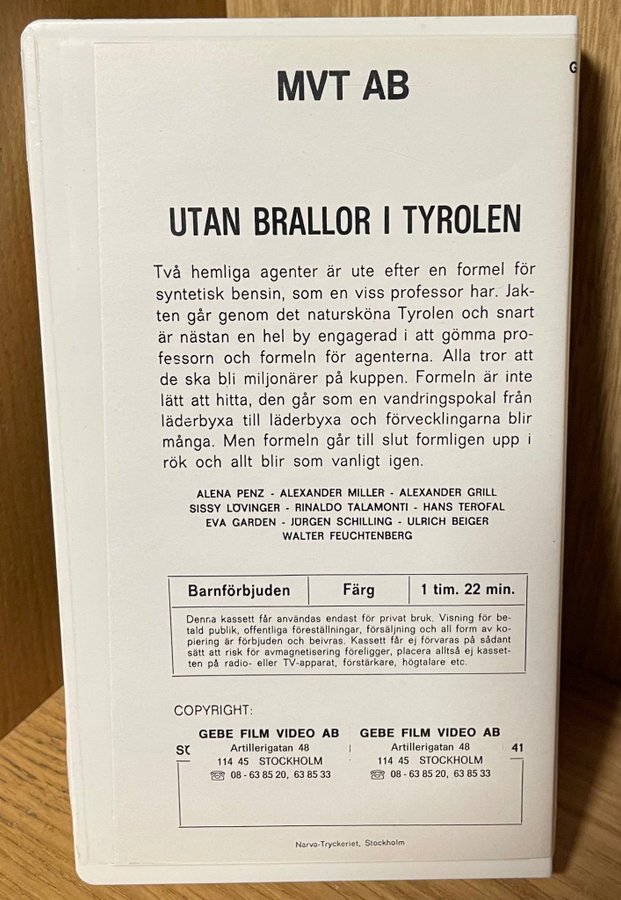 G
MVT AB
UTAN BRALLOR I TYROLEN
Två hemliga agenter är ute efter en formel för
syntetisk bensin, som en viss professor har. Jak-
ten går genom det natursköna Tyrolen och snart
är nästan en hel by engagerad i att gömma pro-
fessorn och formeln för agenterna. Alla tror att
de ska bli miljonärer på kuppen. Formeln är inte
lätt att hitta, den går som en vandringspokal från
läderbyxa till läderbyxa och förvecklingarna blir
många. Men formeln går till slut formligen upp i
rök och allt blir som vanligt igen.
ALENA PENZ - ALEXANDER MILLER - ALEXANDER GRILL
SISSY LÖVINGER - RINALDO TALAMONTI - HANS TEROFAL
EVA GARDEN - JÜRGEN SCHILLING - ULRICH BEIGER
WALTER FEUCHTENBERG
Barnförbjuden Färg 1 tim. 22 min.
Denna kassett får användas endast för privat bruk. Visning för be-
tald publik, offentliga föreställningar, försäljning och all form av ko-
piering är förbjuden och beivras. Kassett får ej förvaras på sådant
sätt att risk för avmagnetisering föreligger, placera alltså ej kasset-
ten på radio- eller TV-apparat, förstärkare, högtalare etc.
COPYRIGHT:
GEBE FILM VIDEO AB GEBE FILM VIDEO AB
Artillerigatan 48 Artillerigatan 48 41
114 45 STOCKHOLM 114 45 STOCKHOLM
☏ 08-63 85 20, 63 85 33 ☏ 08-63 85 20, 63 85 33
Narva-Tryckeriet, Stockholm